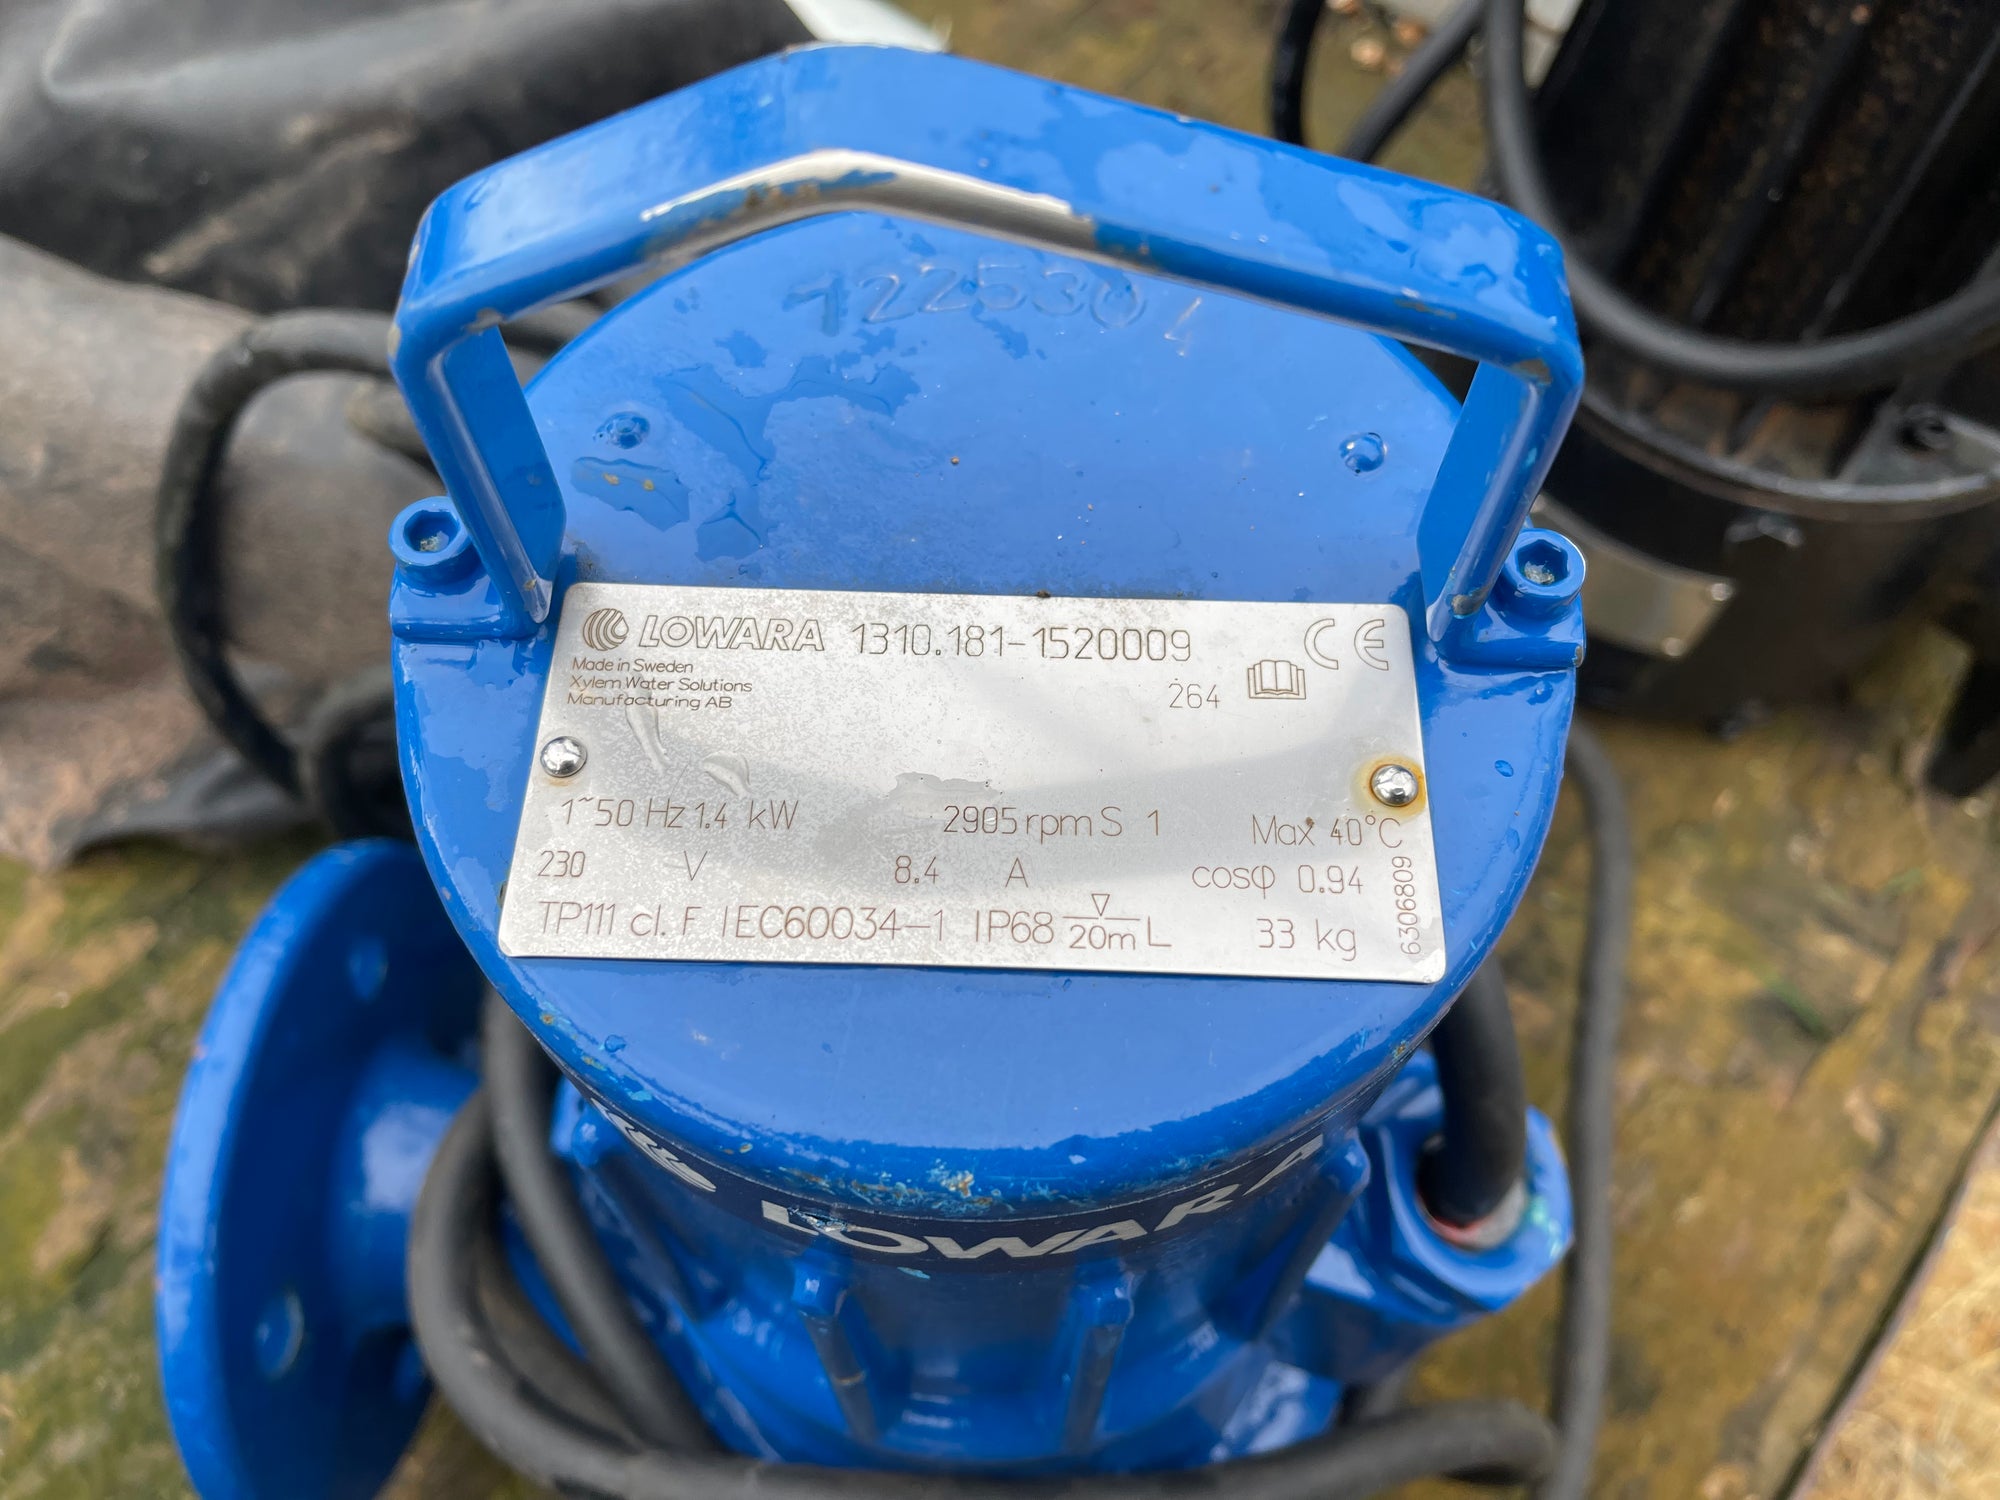 1225304
LOWARA 1310.181-1520009 CE
Made in Sweden
Xylem Water Solutions
Manufacturing AB
264
1~ 50 Hz 1.4 kW 2905 rpm S 1 Max 40°C
230 V 8.4 A cosφ 0.94
TP111 cl. F IEC60034-1 IP68 ▽ 20m L 33 kg
6306809
LOWARA